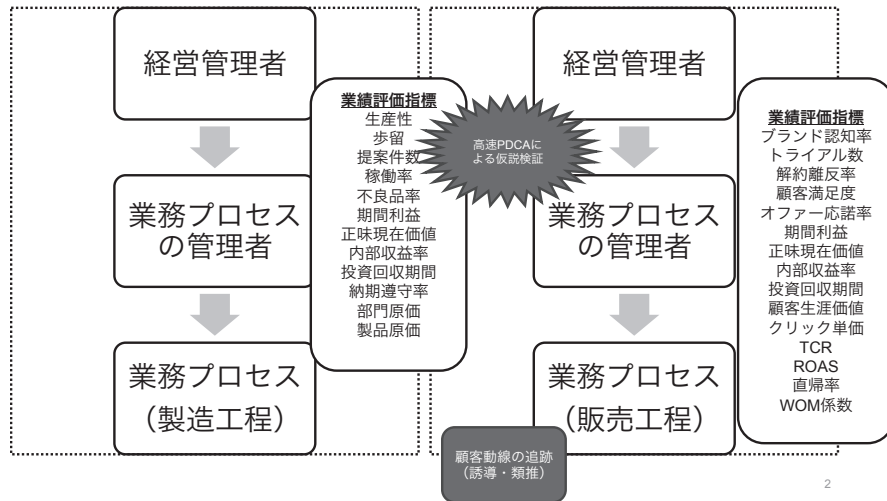 経営管理者
業務プロセス
の管理者
業務プロセス
（製造工程）
業績評価指標
生産性
歩留
提案件数
稼働率
不良品率
期間利益
正味現在価値
内部収益率
投資回収期間
納期遵守率
部門原価
製品原価
高速PDCAに
よる仮説検証
経営管理者
業務プロセス
の管理者
業務プロセス
（販売工程）
顧客動線の追跡
（誘導・類推）
業績評価指標
ブランド認知率
トライアル数
解約離反率
顧客満足度
オファー応諾率
期間利益
正味現在価値
内部収益率
投資回収期間
顧客生涯価値
クリック単価
TCR
ROAS
直帰率
WOM係数
2